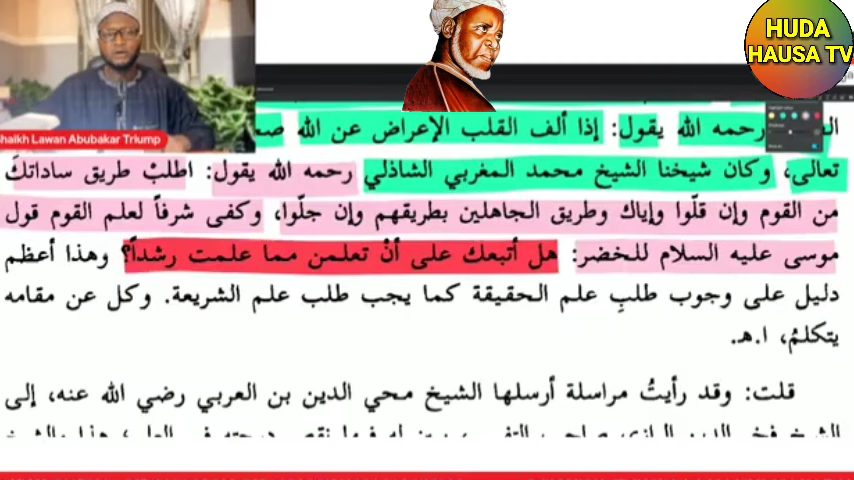 HUDA
HAUSA TV
Shaikh Lawan Abubakar Triump
رحمه الله يقول: إذا ألف القلب الإعراض عن الله
تعالى، وكان شيخنا الشيخ محمد المغربي الشاذلي رحمه الله يقول: اطلبْ طريق ساداتكَ
من القوم وإن قلّوا وإياك وطريق الجاهلين بطريقهم وإن جلّوا، وكفى شرفاً لعلم القوم قول
موسى عليه السلام للخضر: هل أتبعك على أنْ تعلمن مما علمت رشداً؟ وهذا أعظم
دليل على وجوب طلبِ علم الحقيقة كما يجب طلب علم الشريعة. وكل عن مقامه
يتكلمُ، ا.هـ.
قلت: وقد رأيتُ مراسلة أرسلها الشيخ محي الدين بن العربي رضي الله عنه، إلى